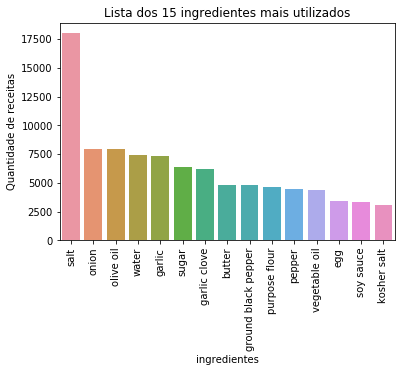 Lista dos 15 ingredientes mais utilizados
Quantidade de receitas
17500
15000
12500
10000
7500
5000
2500
0
salt
onion
olive oil
water
garlic
sugar
garlic clove
butter
ground black pepper
purpose flour
pepper
vegetable oil
egg
soy sauce
kosher salt
ingredientes